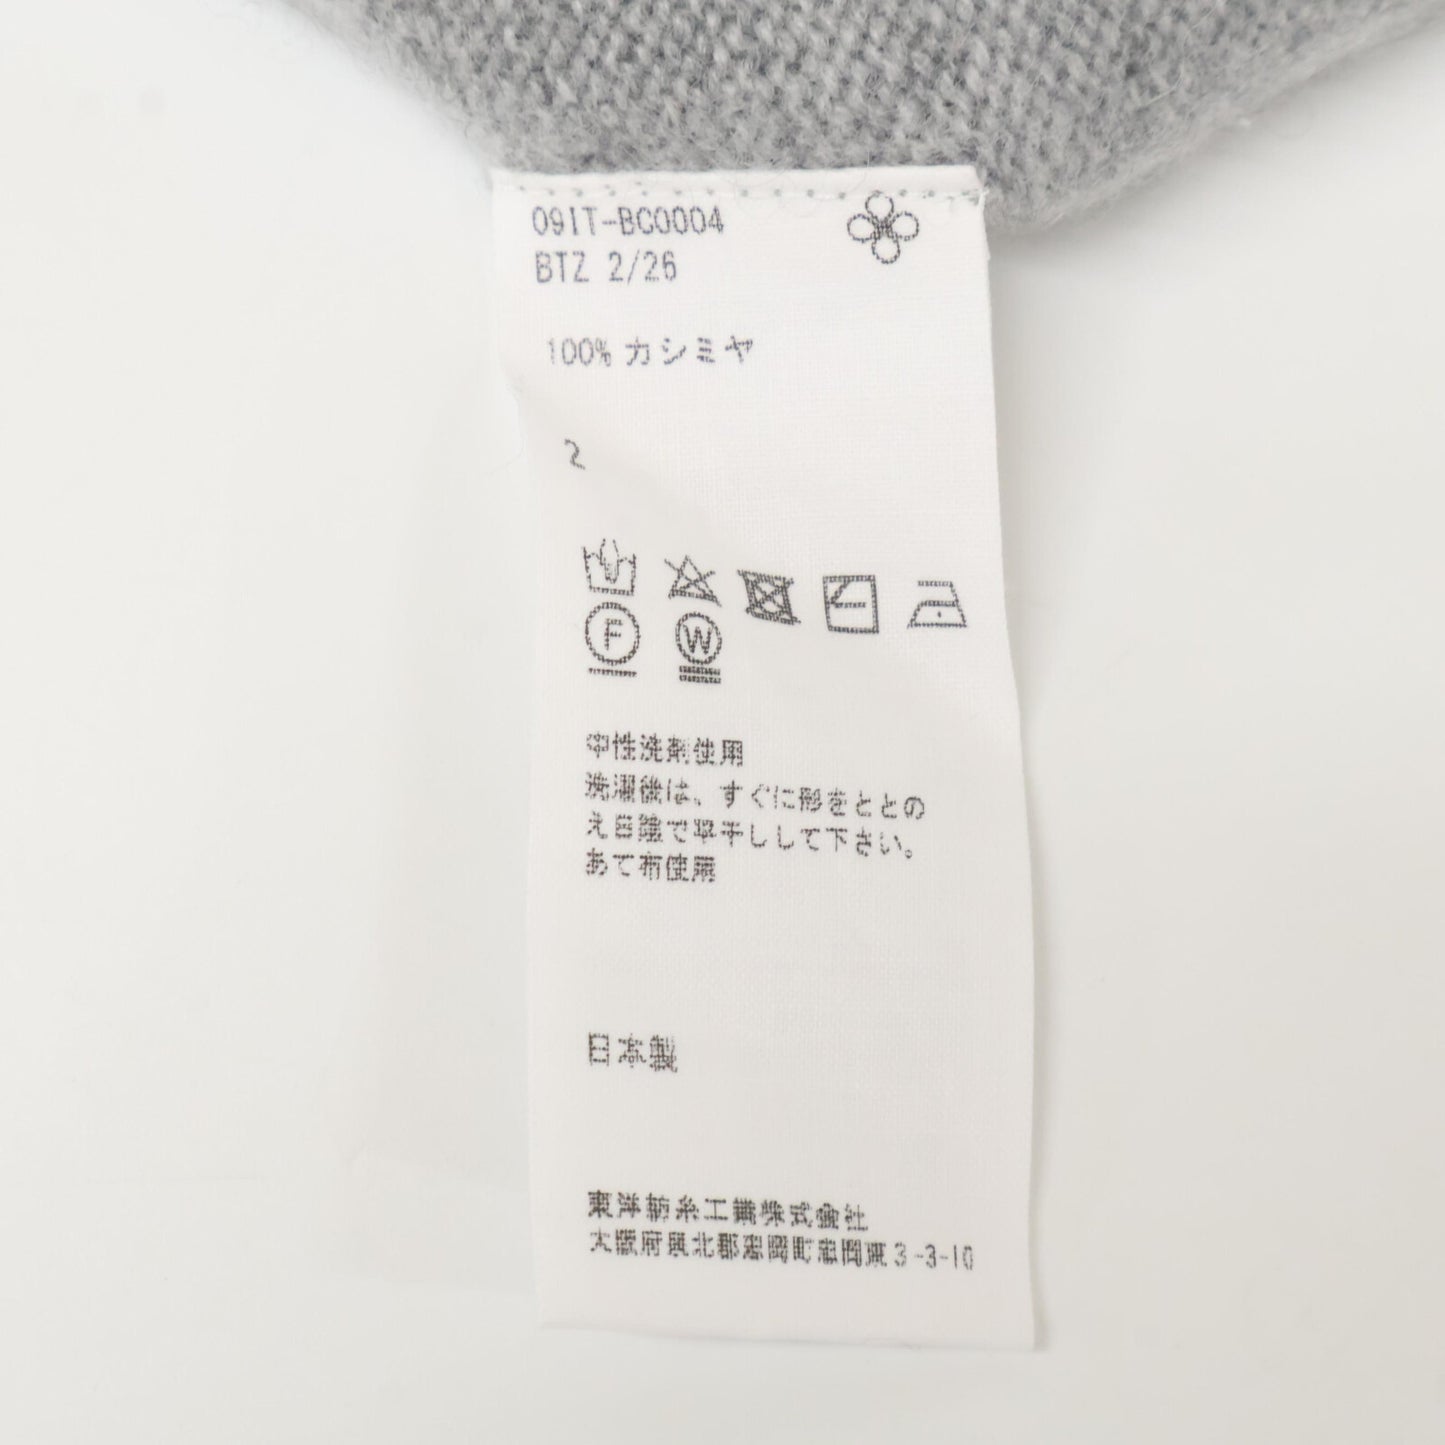 09IT-BC0004
BTZ 2/26
100% カシミヤ
2
F W
中性洗剤使用
洗濯後は、すぐに形をととの
え日陰で平干しして下さい。
あて布使用
日本製
東洋紡糸工業株式会社
大阪府泉北郡忠岡町忠岡東3-3-10